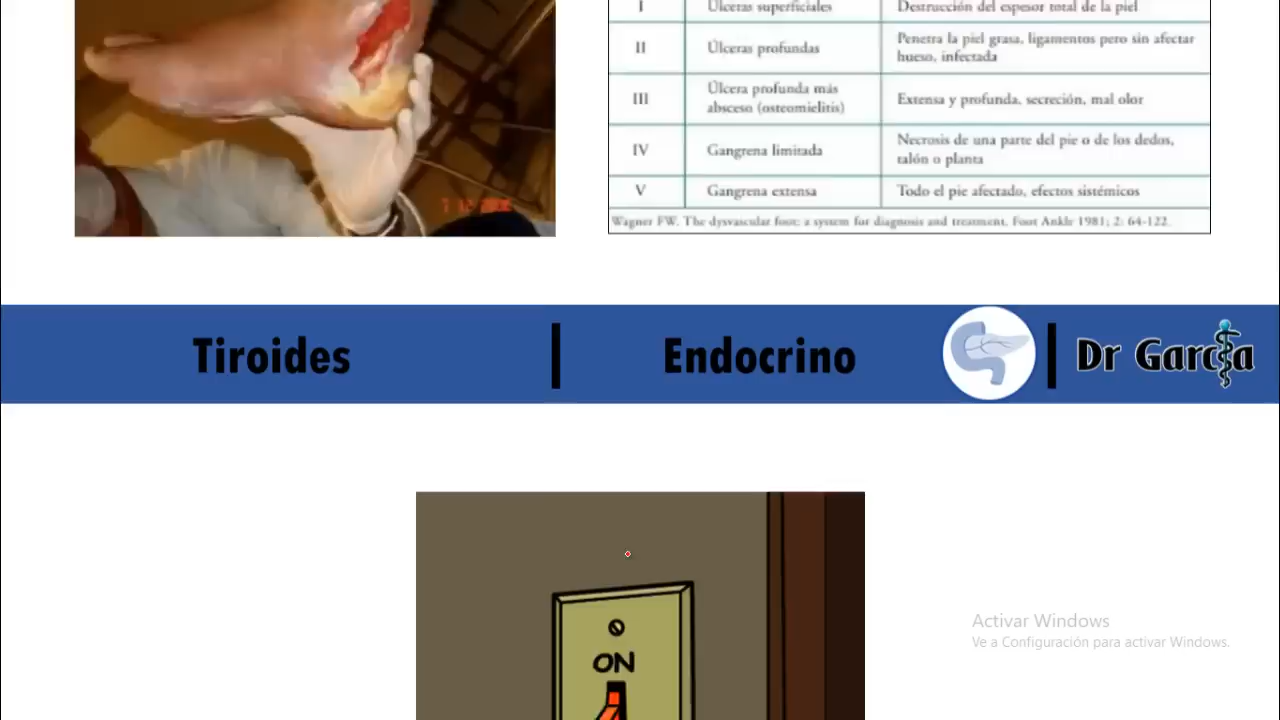 I Úlceras superficiales Destrucción del espesor total de la piel
II Úlceras profundas Penetra la piel grasa, ligamentos pero sin afectar
hueso, infectada
III Úlcera profunda más
absceso (osteomielitis) Extensa y profunda, secreción, mal olor
IV Gangrena limitada Necrosis de una parte del pie o de los dedos,
talón o planta
V Gangrena extensa Todo el pie afectado, efectos sistémicos
Wagner FW. The dysvascular foot: a system for diagnosis and treatment. Foot Ankle 1981; 2: 64-122.
Tiroides
Endocrino
Dr García
ON
Activar Windows
Ve a Configuración para activar Windows.